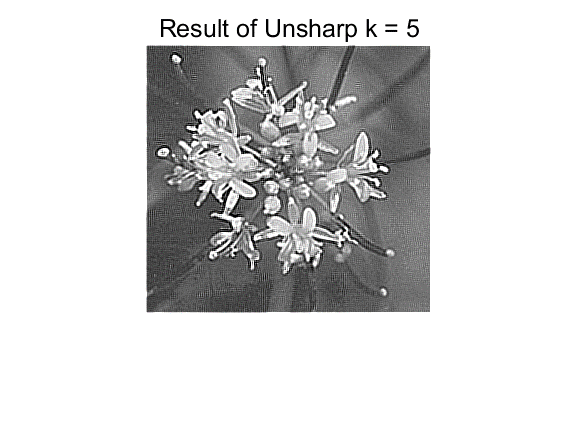 Result of Unsharp k = 5